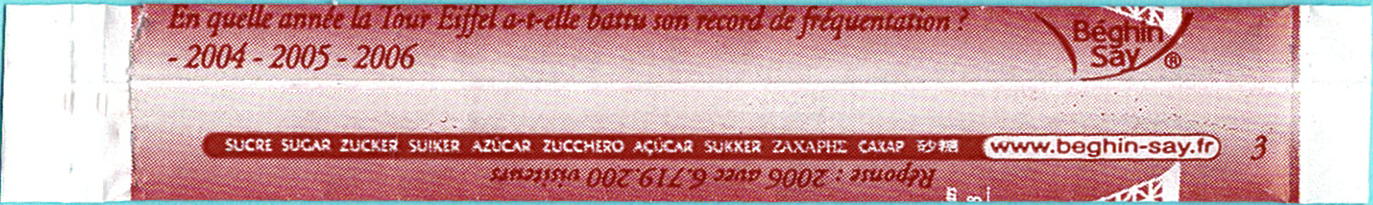 En quelle année la Tour Eiffel a-t-elle battu son record de fréquentation ?
- 2004 - 2005 - 2006
Béghin
Say ®
SUCRE SUGAR ZUCKER SUIKER AZÚCAR ZUCCHERO AÇÚCAR SUKKER ΖΑΧΑΡΗΣ CAXAP 砂糖
www.beghin-say.fr
3
Réponse : 2006 avec 6.719.200 visiteurs